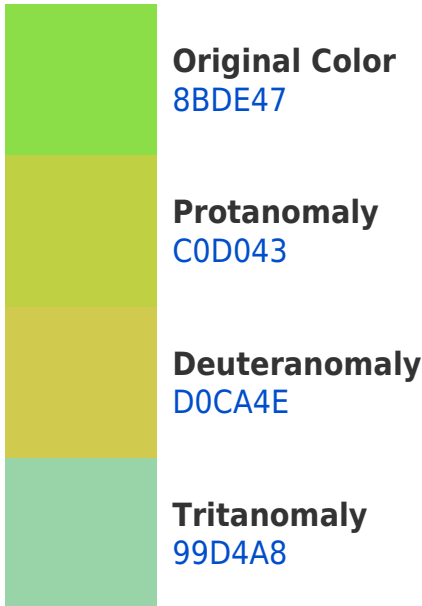 Original Color
8BDE47
Protanomaly
C0D043
Deuteranomaly
D0CA4E
Tritanomaly
99D4A8